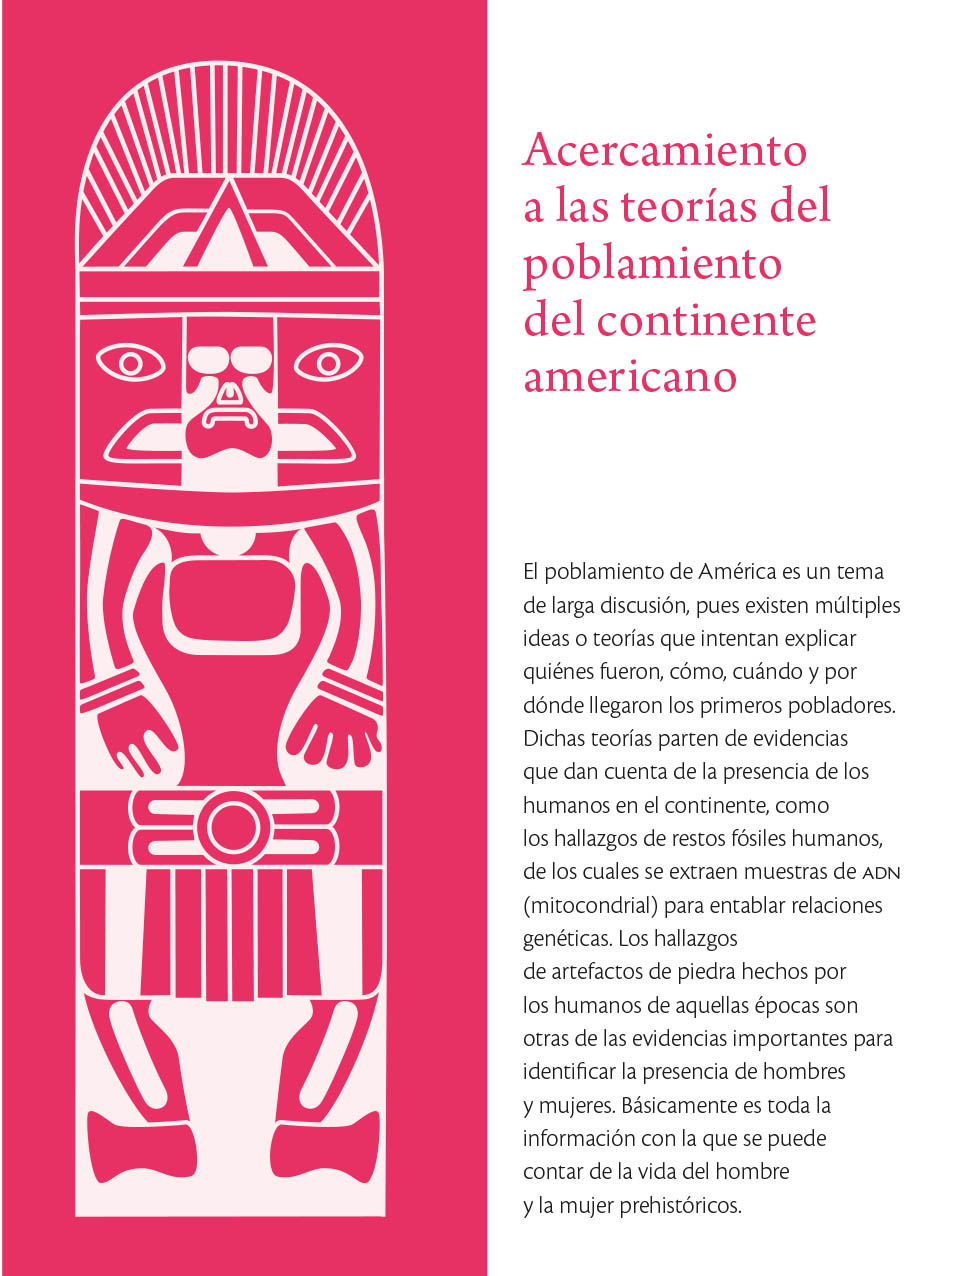 Acercamiento
a las teorías del
poblamiento
del continente
americano
El poblamiento de América es un tema
de larga discusión, pues existen múltiples
ideas o teorías que intentan explicar
quiénes fueron, cómo, cuándo y por
dónde llegaron los primeros pobladores.
Dichas teorías parten de evidencias
que dan cuenta de la presencia de los
humanos en el continente, como
los hallazgos de restos fósiles humanos,
de los cuales se extraen muestras de ADN
(mitocondrial) para entablar relaciones
genéticas. Los hallazgos
de artefactos de piedra hechos por
los humanos de aquellas épocas son
otras de las evidencias importantes para
identificar la presencia de hombres
y mujeres. Básicamente es toda la
información con la que se puede
contar de la vida del hombre
y la mujer prehistóricos.